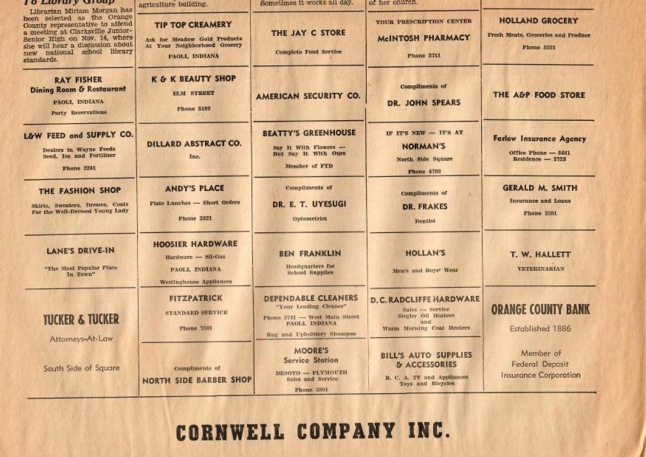 To Library Group
Librarian Miriam Morgan has
been selected as the Orange
County representative to attend
a meeting at Clarksville Junior-
Senior High on Nov. 14, where
she will hear a discussion about
new national school library
standards.
RAY FISHER
Dining Room & Restaurant
PAOLI, INDIANA
Party Reservations
L&W FEED and SUPPLY CO.
Dealers in Wayne Feeds
Seed, Ice and Fertilizer
Phone 2241
THE FASHION SHOP
Skirts, Sweaters, Dresses, Coats
For the Well-Dressed Young Lady
LANE'S DRIVE-IN
"The Most Popular Place
In Town"
TUCKER & TUCKER
Attorneys-At-Law
South Side of Square
agriculture building.
TIP TOP CREAMERY
Ask for Meadow Gold Products
At Your Neighborhood Grocery
PAOLI, INDIANA
K & K BEAUTY SHOP
ELM STREET
Phone 5192
DILLARD ABSTRACT CO.
Inc.
ANDY'S PLACE
Plate Lunches — Short Orders
Phone 3321
HOOSIER HARDWARE
Hardware — Sil-Gas
PAOLI, INDIANA
Westinghouse Appliances
FITZPATRICK
STANDARD SERVICE
Phone 7501
Compliments of
NORTH SIDE BARBER SHOP
Sometimes it works all day.
THE JAY C STORE
Complete Food Service
AMERICAN SECURITY CO.
BEATTY'S GREENHOUSE
Say It With Flowers —
But Say It With Ours
Member of FTD
Compliments of
DR. E. T. UYESUGI
Optometrist
BEN FRANKLIN
Headquarters for
School Supplies
DEPENDABLE CLEANERS
"Your Leading Cleaner"
Phone 2741 — West Main Street
PAOLI, INDIANA
Rug and Upholstery Shampoo
MOORE'S
Service Station
DESOTO — PLYMOUTH
Sales and Service
Phone 3801
of her church.
YOUR PRESCRIPTION CENTER
McINTOSH PHARMACY
Phone 2711
Compliments of
DR. JOHN SPEARS
IF IT'S NEW — IT'S AT
NORMAN'S
North Side Square
Phone 4792
Compliments of
DR. FRAKES
Dentist
HOLLAN'S
Men's and Boys' Wear
D. C. RADCLIFFE HARDWARE
Sales — Service
Siegler Oil Heaters
and
Warm Morning Coal Heaters
BILL'S AUTO SUPPLIES
& ACCESSORIES
R. C. A. TV and Appliances
Toys and Bicycles
HOLLAND GROCERY
Fresh Meats, Groceries and Produce
Phone 5321
THE A&P FOOD STORE
Farlow Insurance Agency
Office Phone — 3431
Residence — 2723
GERALD M. SMITH
Insurance and Loans
Phone 3501
T. W. HALLETT
VETERINARIAN
ORANGE COUNTY BANK
Established 1886
Member of
Federal Deposit
Insurance Corporation
CORNWELL COMPANY INC.